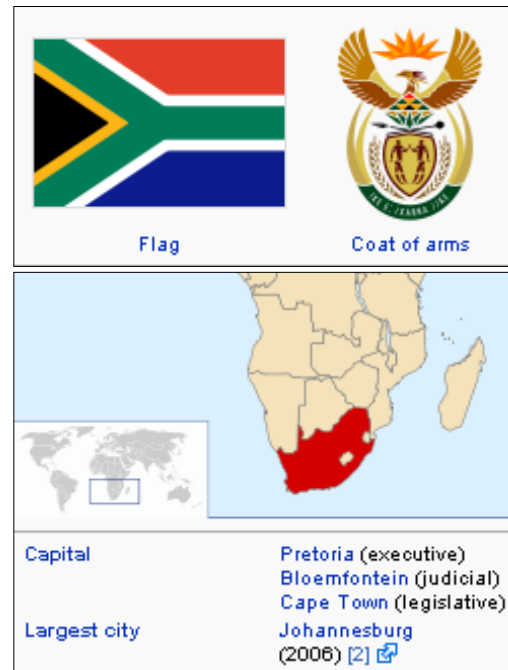 Flag Coat of arms
Capital Pretoria (executive)
Bloemfontein (judicial)
Cape Town (legislative)
Largest city Johannesburg
(2006) [2]